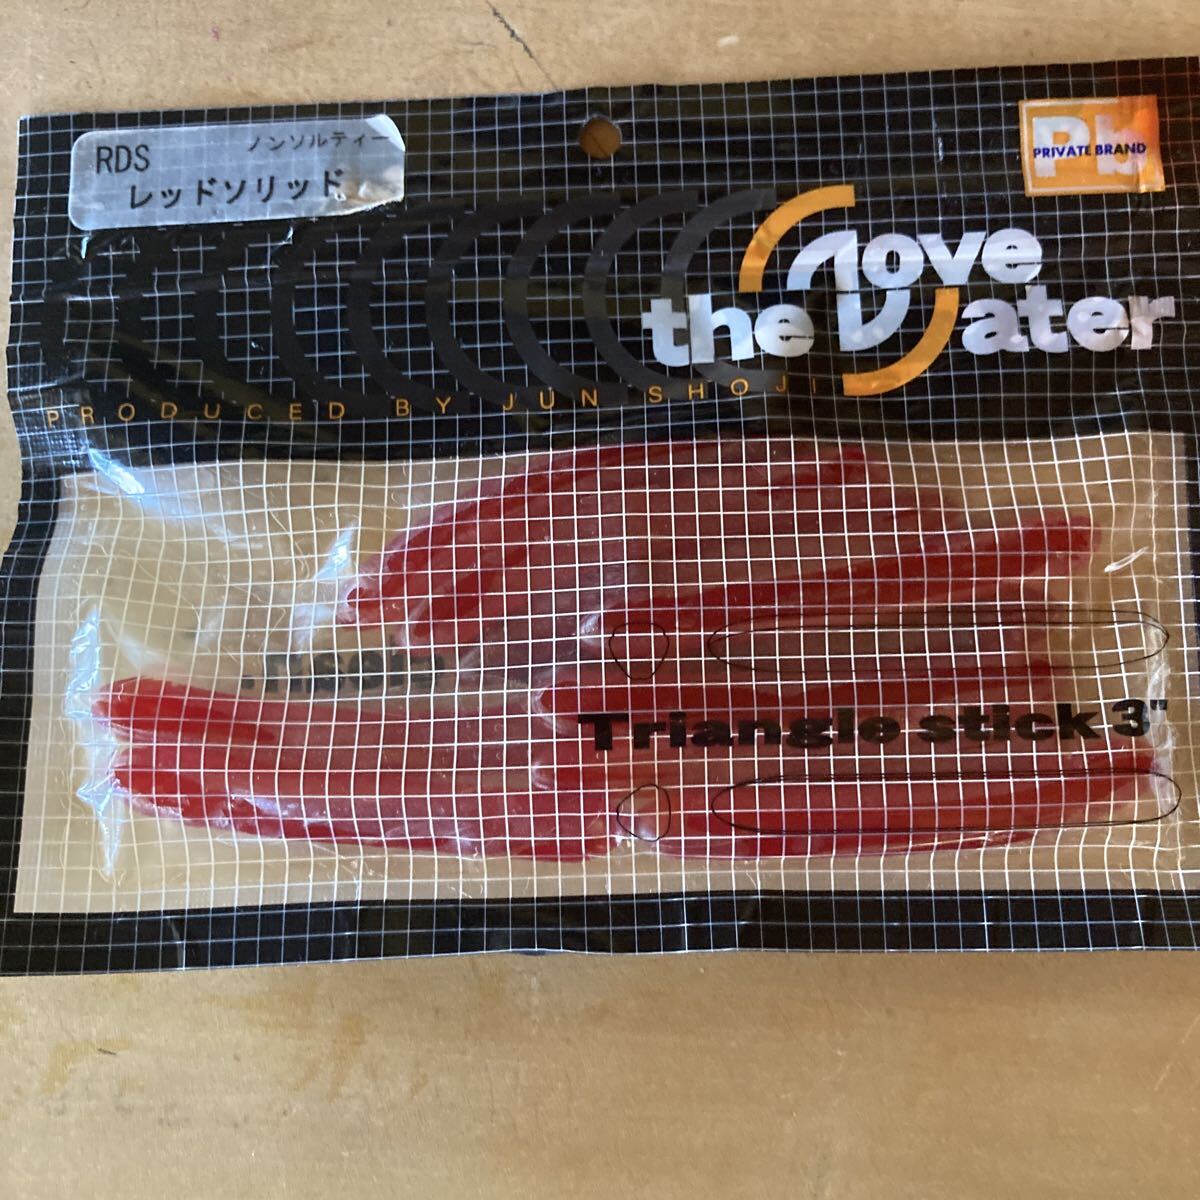 RDS
ノンソルティー
レッドソリッド
Pb
PRIVATE BRAND
Move
the Water
PRODUCED BY JUN SHOJI
Triangle stick 3"